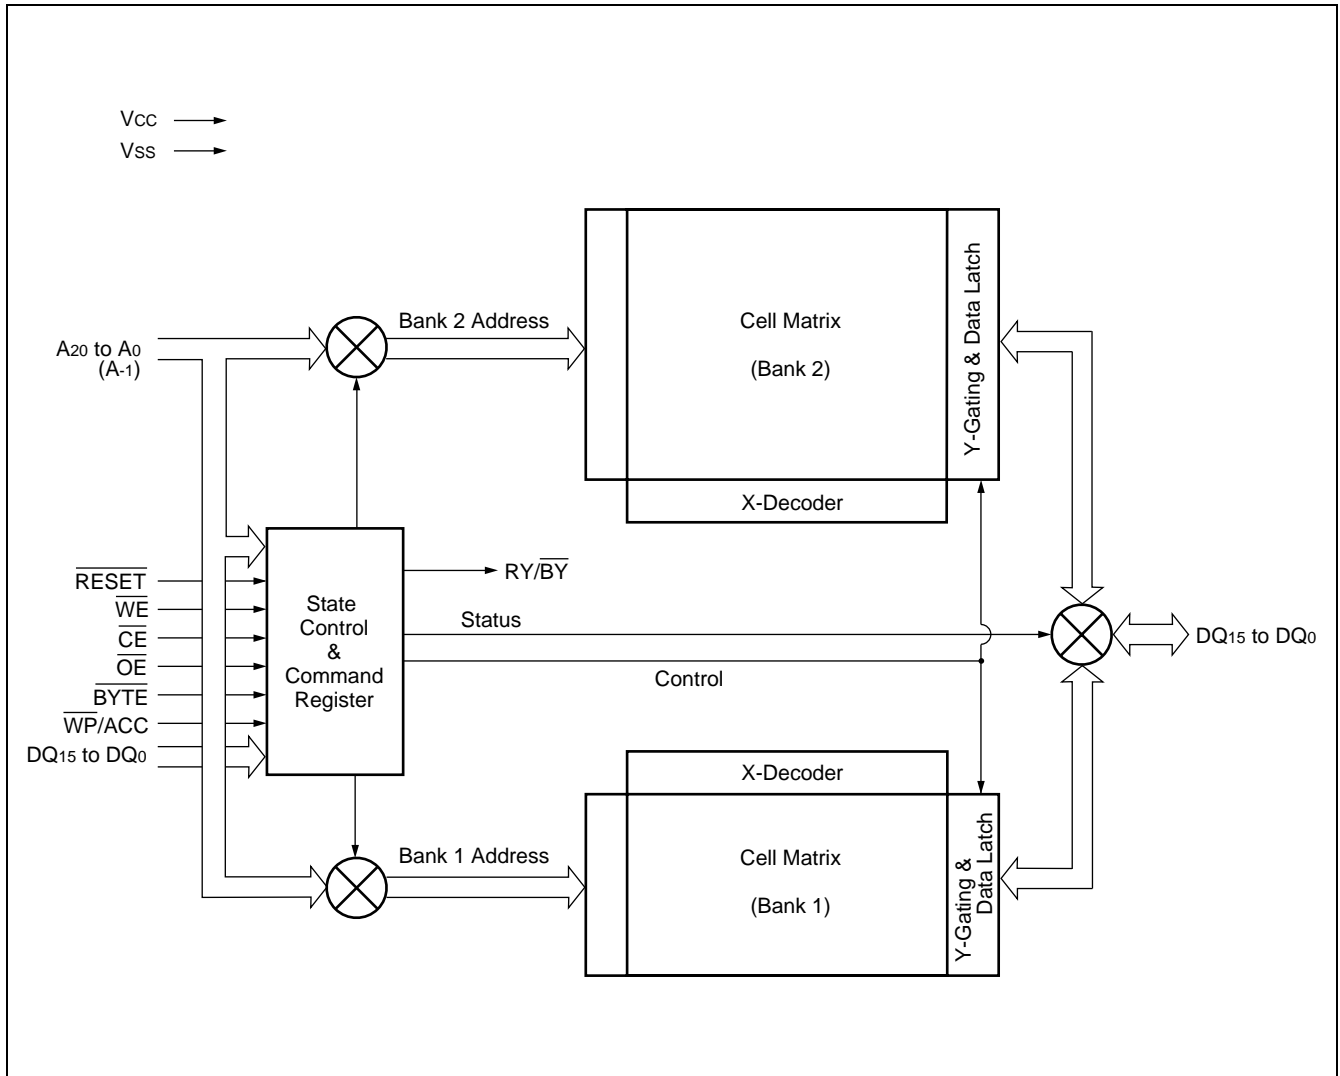 VCC
VSS
A20 to A0
(A-1)
Bank 2 Address
Cell Matrix
(Bank 2)
Y-Gating & Data Latch
X-Decoder
RESET
WE
CE
OE
BYTE
WP/ACC
DQ15 to DQ0
State
Control
&
Command
Register
RY/BY
Status
Control
DQ15 to DQ0
X-Decoder
Bank 1 Address
Cell Matrix
(Bank 1)
Y-Gating &
Data Latch